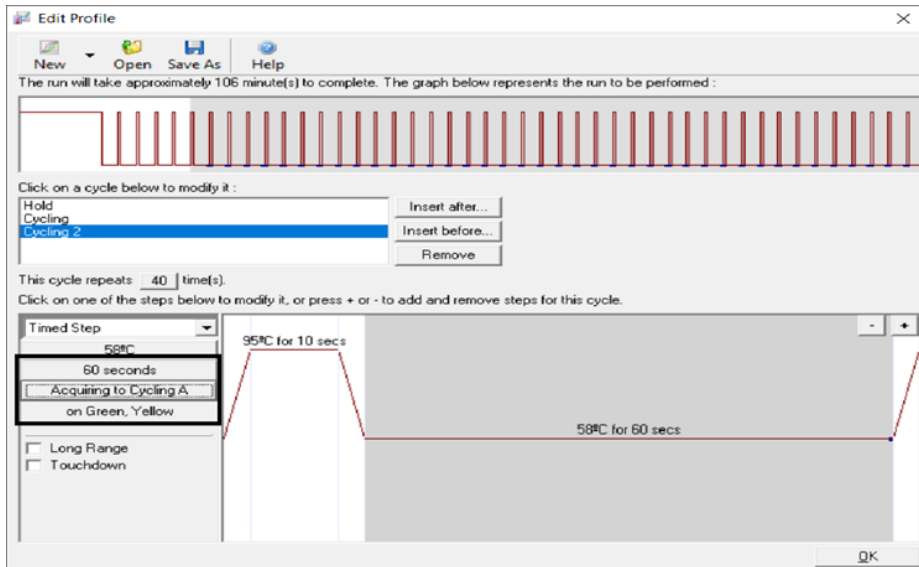 Edit Profile
New Open Save As Help
The run will take approximately 106 minute(s) to complete. The graph below represents the run to be performed :
Click on a cycle below to modify it :
Hold
Cycling
Cycling 2
Insert after...
Insert before...
Remove
This cycle repeats 40 time(s).
Click on one of the steps below to modify it, or press + or - to add and remove steps for this cycle.
Timed Step
58ºC
60 seconds
Acquiring to Cycling A
on Green, Yellow
Long Range
Touchdown
95ºC for 10 secs
58ºC for 60 secs
- +
OK